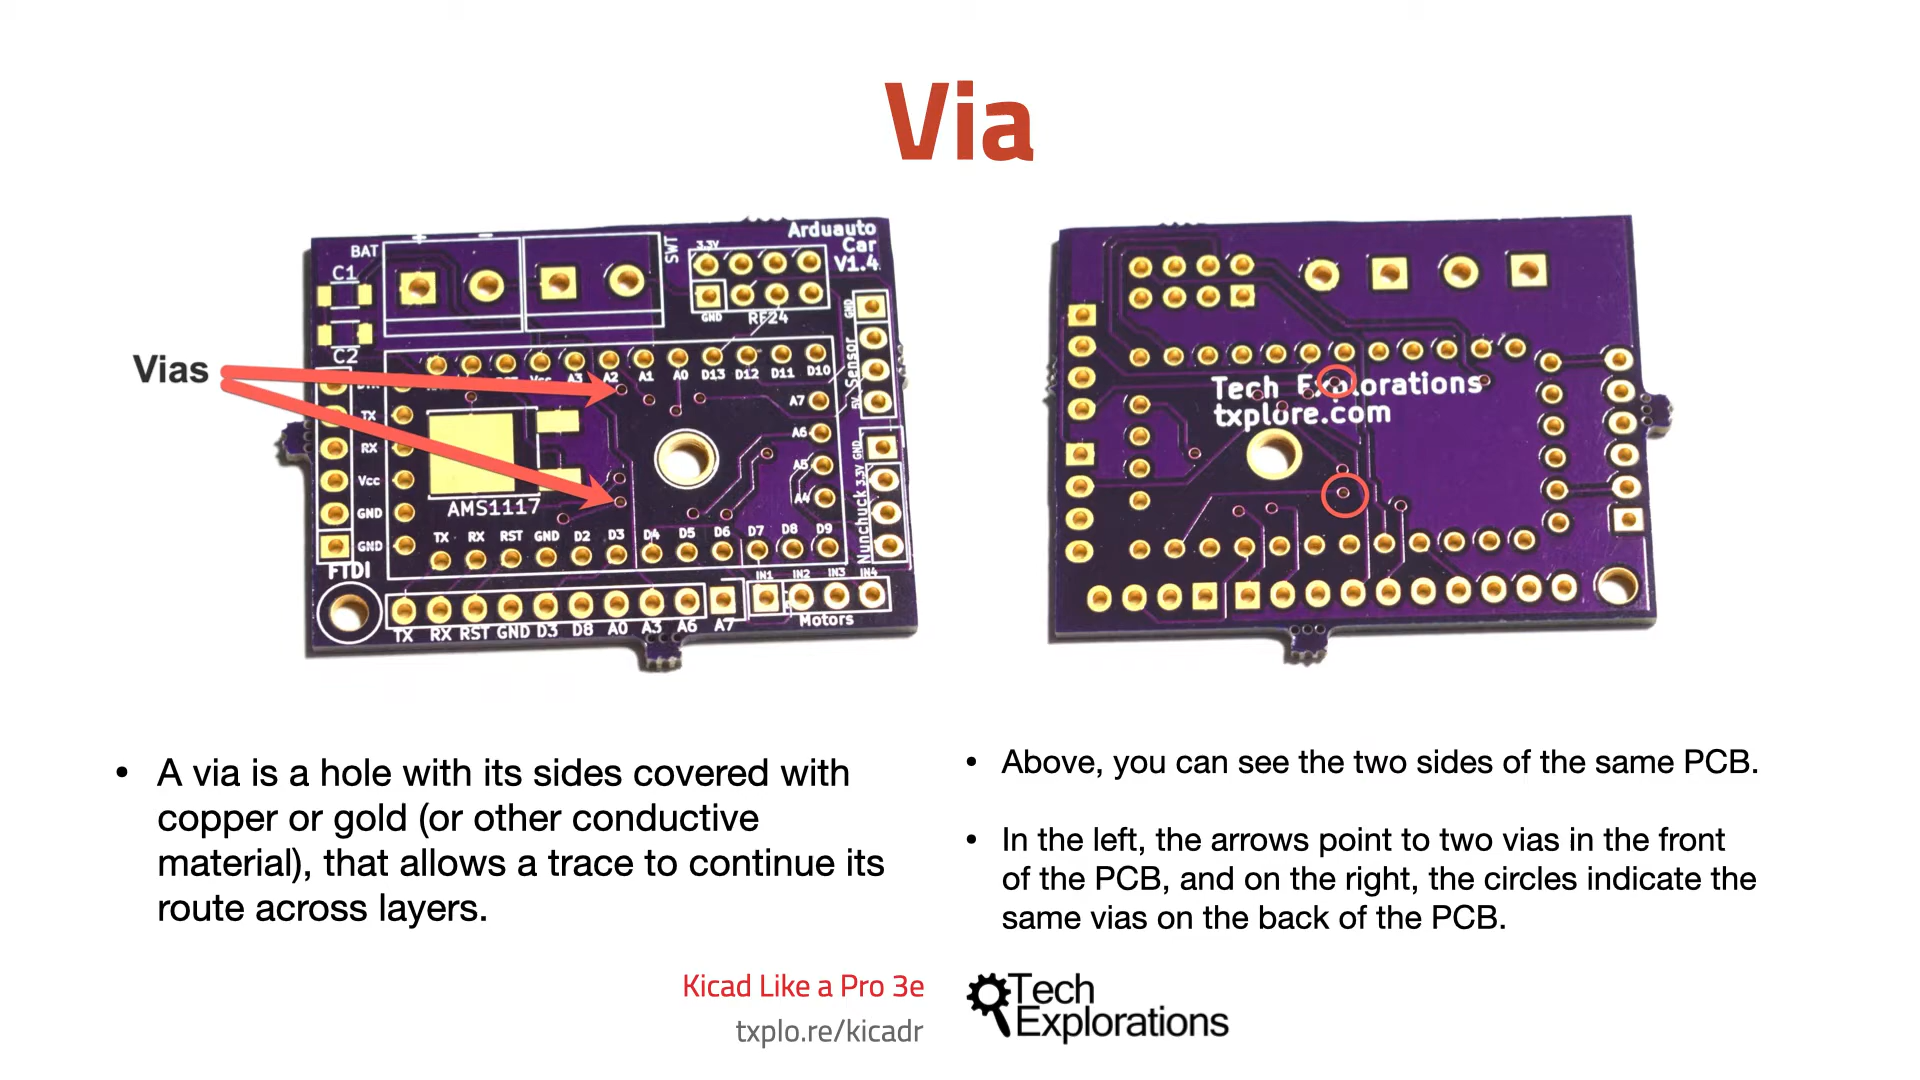 Via
Arduauto
Car
V1.4
BAT
+
-
SWT
3.3V
C1
GND
RF24
GND
C2
Vcc
A3
A2
A1
A0
D13
D12
D11
D10
Sensor
5V
Vias
TX
A7
RX
A6
Vcc
A5
A4
GND
3.3V
Nunchuck
GND
GND
AMS1117
TX
RX
RST
GND
D2
D3
D4
D5
D6
D7
D8
D9
FTDI
IN1
IN2
IN3
IN4
Motors
TX
RX
RST
GND
D3
D8
A0
A3
A6
A7
Tech Explorations
txplore.com
• A via is a hole with its sides covered with
copper or gold (or other conductive
material), that allows a trace to continue its
route across layers.
• Above, you can see the two sides of the same PCB.
• In the left, the arrows point to two vias in the front
of the PCB, and on the right, the circles indicate the
same vias on the back of the PCB.
Kicad Like a Pro 3e
txplo.re/kicadr
Tech
Explorations